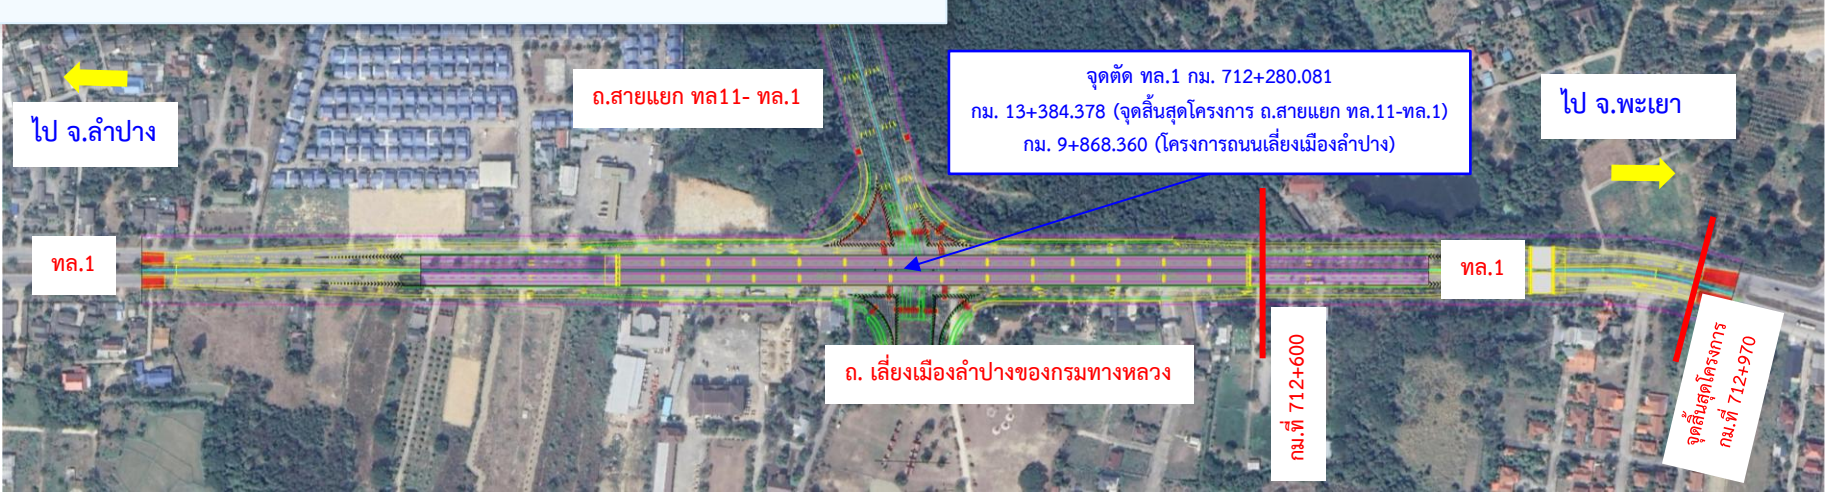 ไป จ.ลำปาง
ถ.สายแยก ทล11- ทล.1
จุดตัด ทล.1 กม. 712+280.081
กม. 13+384.378 (จุดสิ้นสุดโครงการ ถ.สายแยก ทล.11-ทล.1)
กม. 9+868.360 (โครงการถนนเลี่ยงเมืองลำปาง)
ไป จ.พะเยา
ทล.1
ทล.1
ถ. เลี่ยงเมืองลำปางของกรมทางหลวง
กม.ที่ 712+600
จุดสิ้นสุดโครงการ
กม.ที่ 712+970